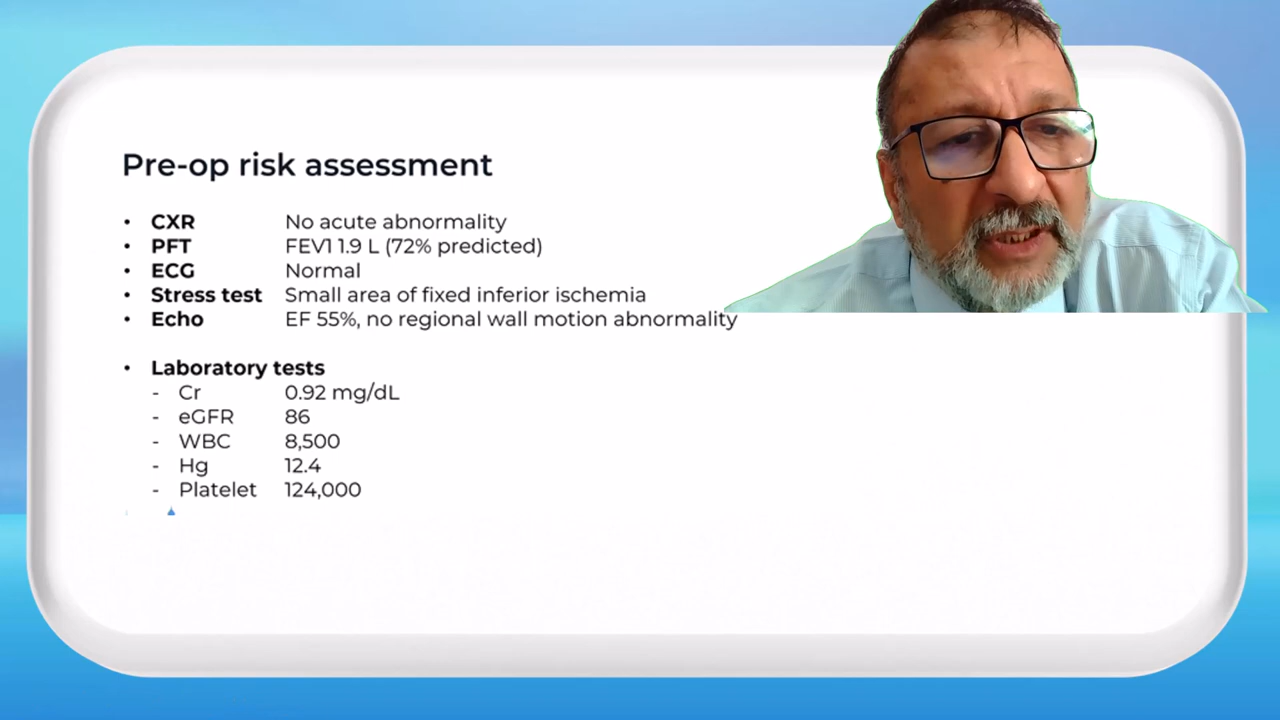 Pre-op risk assessment
• CXR No acute abnormality
• PFT FEV1 1.9 L (72% predicted)
• ECG Normal
• Stress test Small area of fixed inferior ischemia
• Echo EF 55%, no regional wall motion abnormality
• Laboratory tests
- Cr 0.92 mg/dL
- eGFR 86
- WBC 8,500
- Hg 12.4
- Platelet 124,000